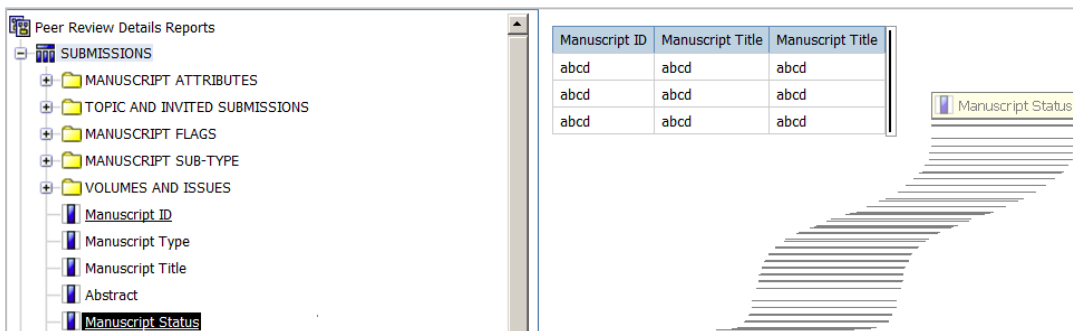 Peer Review Details Reports
SUBMISSIONS
MANUSCRIPT ATTRIBUTES
TOPIC AND INVITED SUBMISSIONS
MANUSCRIPT FLAGS
MANUSCRIPT SUB-TYPE
VOLUMES AND ISSUES
Manuscript ID
Manuscript Type
Manuscript Title
Abstract
Manuscript Status
Manuscript ID Manuscript Title Manuscript Title
abcd abcd abcd
abcd abcd abcd
abcd abcd abcd
Manuscript Status